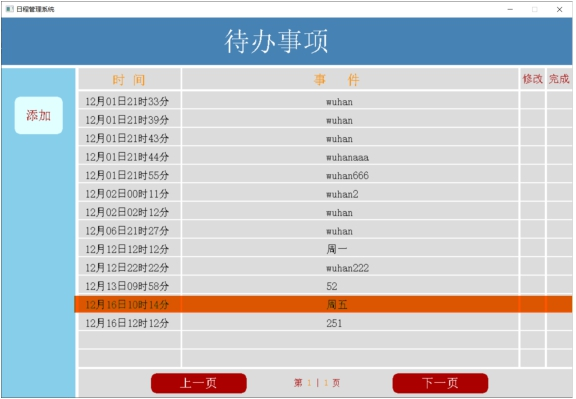 日程管理系统
待办事项
添加
时 间 事 件 修改 完成
12月01日21时33分 wuhan
12月01日21时39分 wuhan
12月01日21时43分 wuhan
12月01日21时44分 wuhanaaa
12月01日21时55分 wuhan666
12月02日00时11分 wuhan2
12月02日02时12分 wuhan
12月06日21时27分 wuhan
12月12日12时12分 周一
12月12日22时22分 wuhan222
12月13日09时58分 52
12月16日10时14分 周五
12月16日12时12分 251
上一页 第 1 | 1 页 下一页